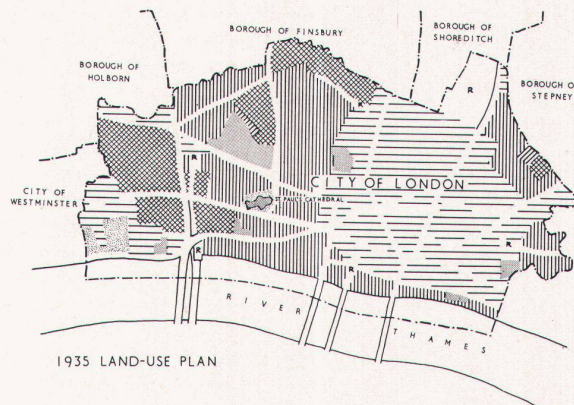 BOROUGH OF FINSBURY
BOROUGH OF
SHOREDITCH
BOROUGH OF
HOLBORN
BOROUGH OF
STEPNEY
R
R
R
CITY OF LONDON
CITY OF
WESTMINSTER
ST PAUL'S CATHEDRAL
R
R
R
RIVER
THAMES
1935 LAND-USE PLAN